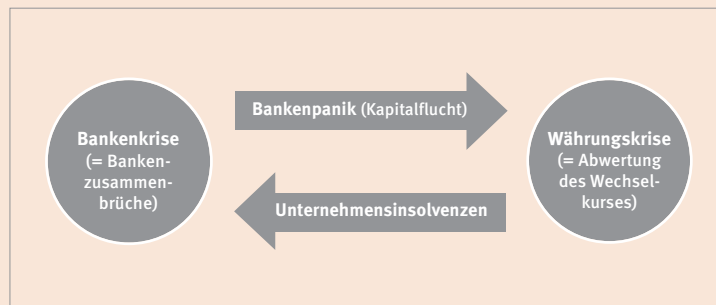 Bankenkrise
(= Banken-
zusammen-
brüche)
Bankenpanik (Kapitalflucht)
Unternehmensinsolvenzen
Währungskrise
(= Abwertung
des Wechsel-
kurses)